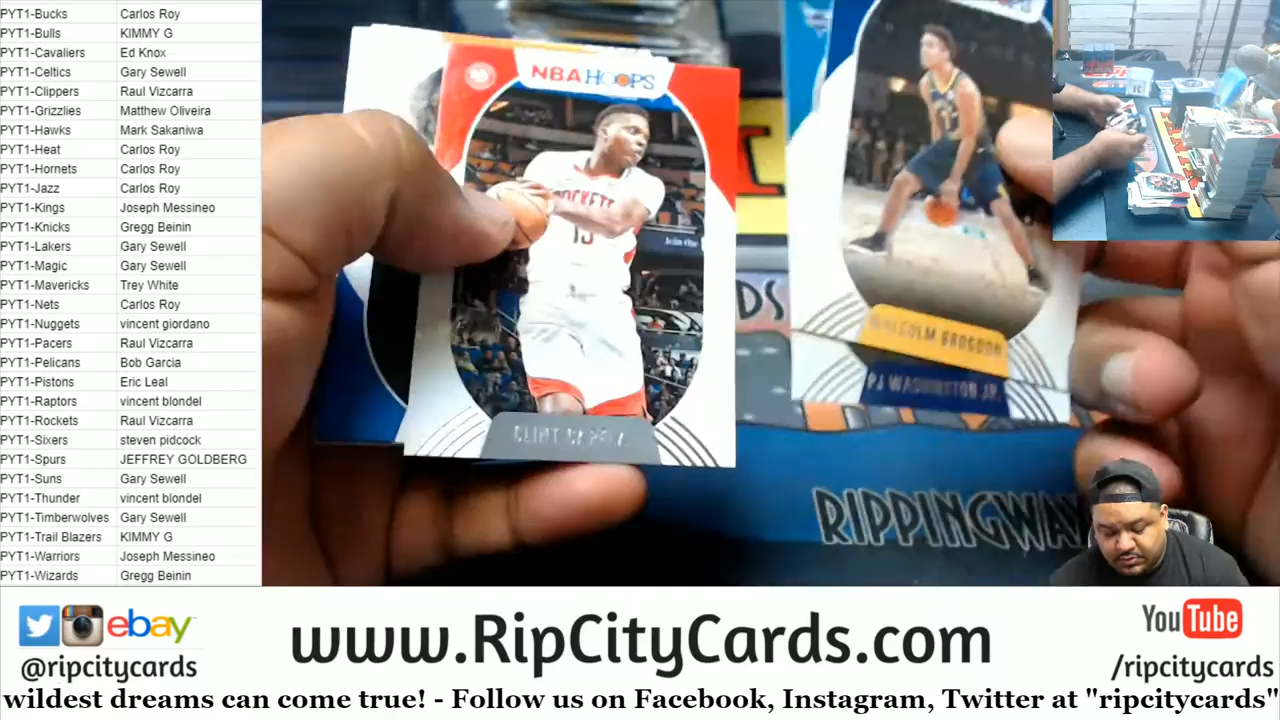 PYT1-Bucks Carlos Roy
PYT1-Bulls KIMMY G
PYT1-Cavaliers Ed Knox
PYT1-Celtics Gary Sewell
PYT1-Clippers Raul Vizcarra
PYT1-Grizzlies Matthew Oliveira
PYT1-Hawks Mark Sakaniwa
PYT1-Heat Carlos Roy
PYT1-Hornets Carlos Roy
PYT1-Jazz Carlos Roy
PYT1-Kings Joseph Messineo
PYT1-Knicks Gregg Beinin
PYT1-Lakers Gary Sewell
PYT1-Magic Gary Sewell
PYT1-Mavericks Trey White
PYT1-Nets Carlos Roy
PYT1-Nuggets vincent giordano
PYT1-Pacers Raul Vizcarra
PYT1-Pelicans Bob Garcia
PYT1-Pistons Eric Leal
PYT1-Raptors vincent blondel
PYT1-Rockets Raul Vizcarra
PYT1-Sixers steven pidcock
PYT1-Spurs JEFFREY GOLDBERG
PYT1-Suns Gary Sewell
PYT1-Thunder vincent blondel
PYT1-Timberwolves Gary Sewell
PYT1-Trail Blazers KIMMY G
PYT1-Warriors Joseph Messineo
PYT1-Wizards Gregg Beinin
NBA HOOPS
ROCKETS
15
CLINT CAPELA
MALCOLM BROGDON
PJ WASHINGTON JR.
DS
RIPPINGWAX
ebay
@ripcitycards
www.RipCityCards.com
YouTube
/ripcitycards
wildest dreams can come true! - Follow us on Facebook, Instagram, Twitter at "ripcitycards"